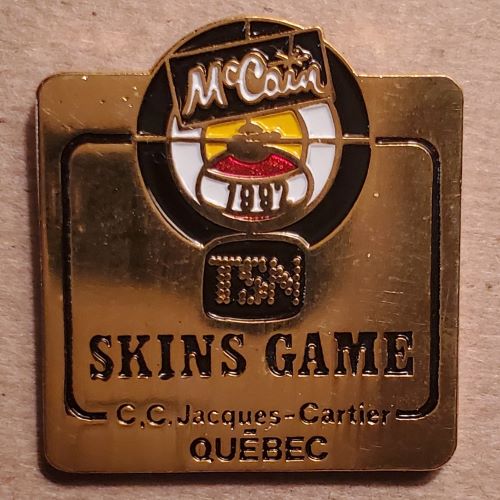 McCain
1992
TSN
SKINS GAME
C.C. Jacques-Cartier
QUÉBEC